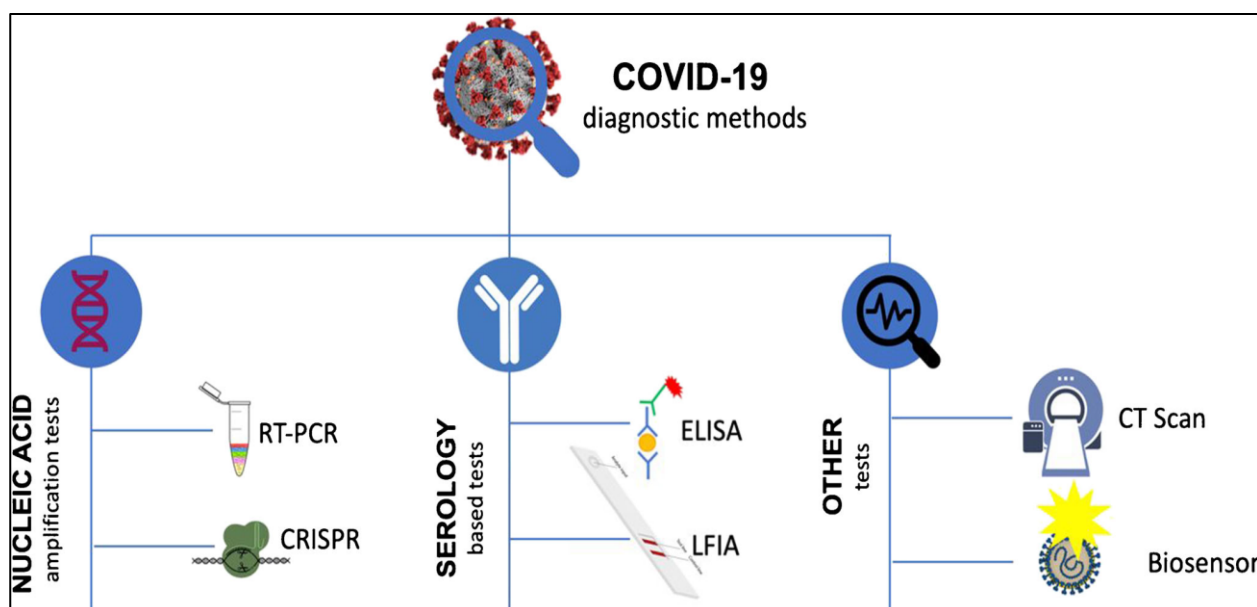 COVID-19
diagnostic methods
NUCLEIC ACID
amplification tests
RT-PCR
CRISPR
SEROLOGY
based tests
ELISA
LFIA
OTHER
tests
CT Scan
Biosensor